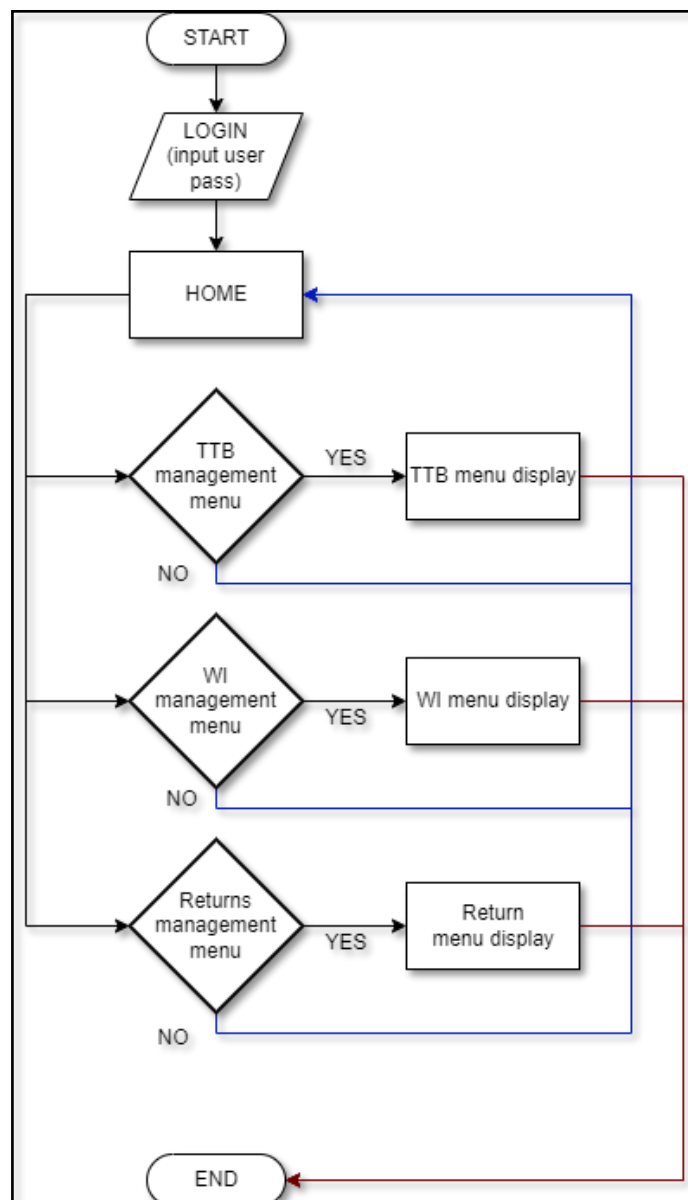 START
LOGIN
(input user
pass)
HOME
TTB
management
menu
YES
TTB menu display
NO
WI
management
menu
YES
WI menu display
NO
Returns
management
menu
YES
Return
menu display
NO
END